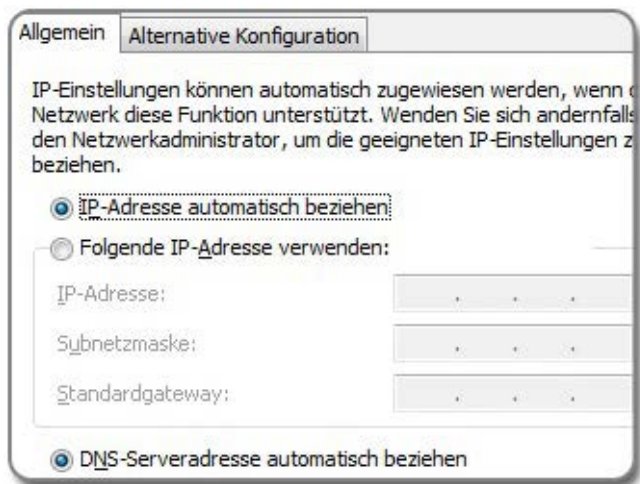 Allgemein Alternative Konfiguration
IP-Einstellungen können automatisch zugewiesen werden, wenn
Netzwerk diese Funktion unterstützt. Wenden Sie sich andernfalls
den Netzwerkadministrator, um die geeigneten IP-Einstellungen
beziehen.
IP-Adresse automatisch beziehen
Folgende IP-Adresse verwenden:
IP-Adresse: . . .
Subnetzmaske: . . .
Standardgateway: . . .
DNS-Serveradresse automatisch beziehen